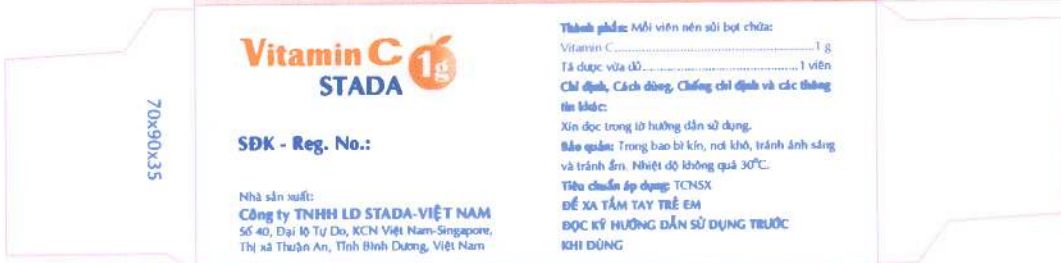 70x90x35
Vitamin C 1g
STADA
SĐK - Reg. No.:
Nhà sản xuất:
Công ty TNHH LD STADA-VIỆT NAM
Số 40, Đại lộ Tự Do, KCN Việt Nam-Singapore,
Thị xã Thuận An, Tỉnh Bình Dương, Việt Nam
Thành phần: Mỗi viên nén sủi bọt chứa:
Vitamin C....................................................1 g
Tá dược vừa đủ........................................1 viên
Chỉ định, Cách dùng, Chống chỉ định và các thông
tin khác:
Xin đọc trong tờ hướng dẫn sử dụng.
Bảo quản: Trong bao bì kín, nơi khô, tránh ánh sáng
và tránh ẩm. Nhiệt độ không quá 30°C.
Tiêu chuẩn áp dụng: TCNSX
ĐỂ XA TẦM TAY TRẺ EM
ĐỌC KỸ HƯỚNG DẪN SỬ DỤNG TRƯỚC
KHI DÙNG